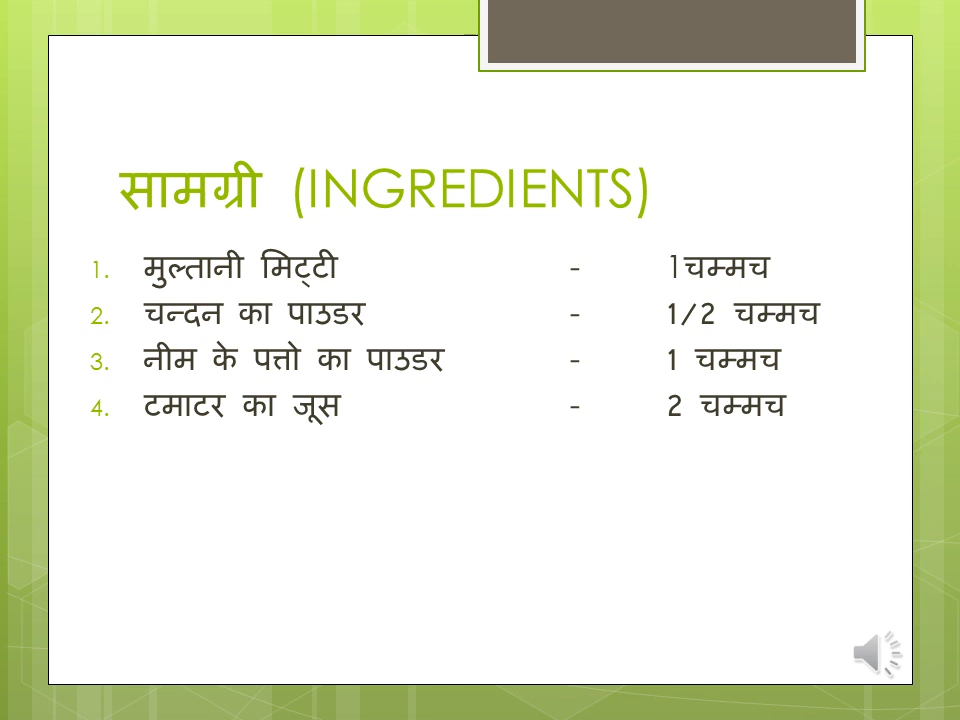 सामग्री (INGREDIENTS)
1. मुल्तानी मिट्टी - 1चम्मच
2. चन्दन का पाउडर - 1/2 चम्मच
3. नीम के पत्तो का पाउडर - 1 चम्मच
4. टमाटर का जूस - 2 चम्मच